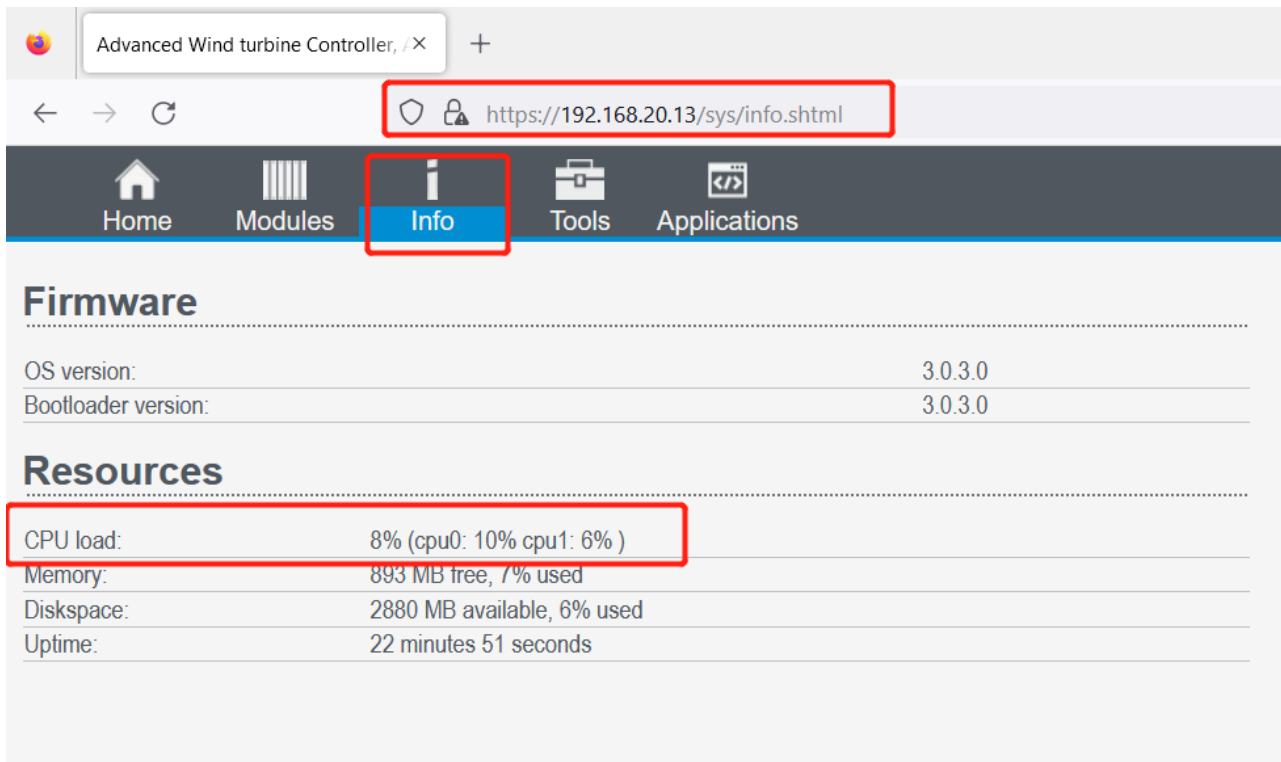 Advanced Wind turbine Controller,
https://192.168.20.13/sys/info.shtml
Home Modules Info Tools Applications
Firmware
OS version: 3.0.3.0
Bootloader version: 3.0.3.0
Resources
CPU load: 8% (cpu0: 10% cpu1: 6% )
Memory: 893 MB free, 7% used
Diskspace: 2880 MB available, 6% used
Uptime: 22 minutes 51 seconds